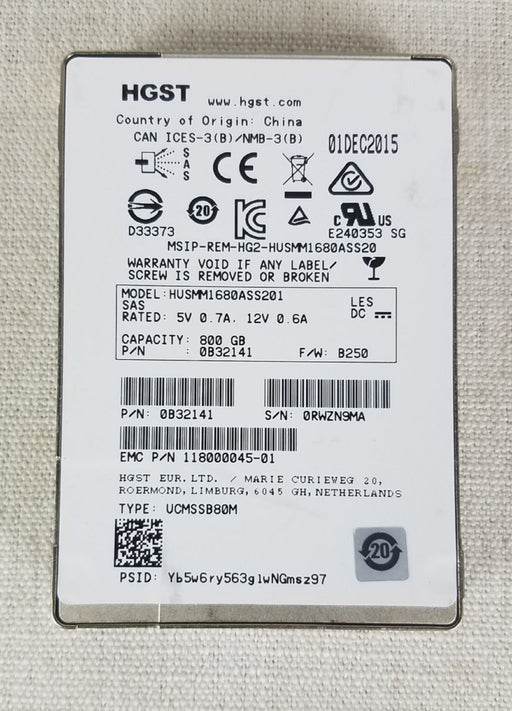 HGST www.hgst.com
Country of Origin: China
CAN ICES-3(B)/NMB-3(B)
01DEC2015
SAS
CE
D33373
20
c RU US
E240353 SG
MSIP-REM-HG2-HUSMM1680ASS20
WARRANTY VOID IF ANY LABEL/
SCREW IS REMOVED OR BROKEN
MODEL: HUSMM1680ASS201
SAS
LES
RATED: 5V 0.7A. 12V 0.6A
DC
CAPACITY: 800 GB
P/N : 0B32141 F/W: B250
P/N: 0B32141 S/N: 0RWZN9MA
EMC P/N 118000045-01
HGST EUR.LTD. / MARIE CURIEWEG 20,
ROERMOND, LIMBURG, 6045 GH, NETHERLANDS
TYPE: UCMSSB80M
20
PSID: Yb5w6ry563glwNGmsz97